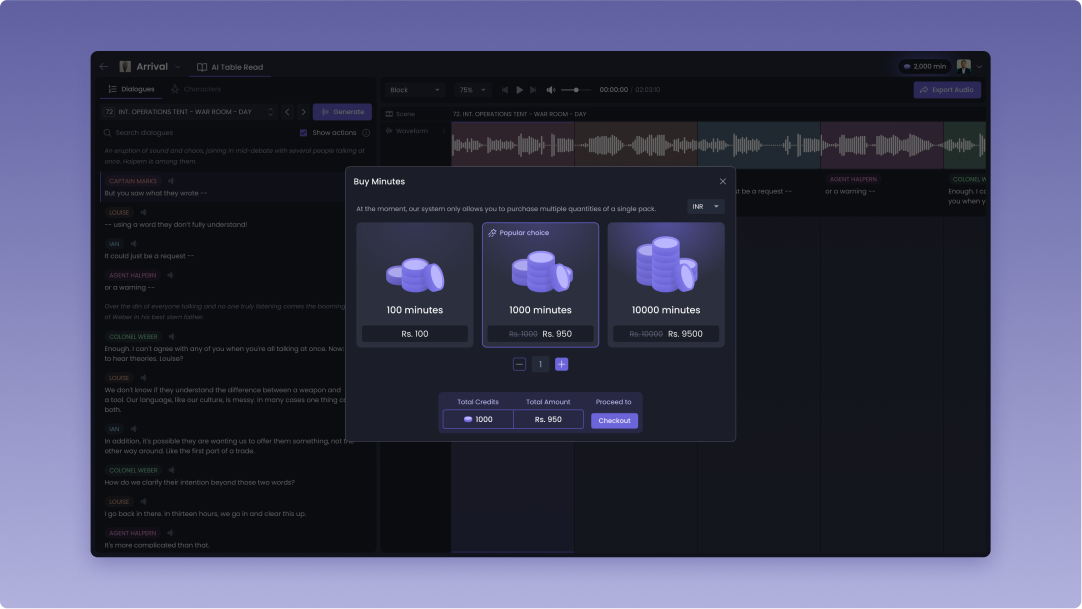 Arrival
AI Table Read
2,000 min
Dialogues
Characters
Block
75%
00:00:00 / 02:03:10
Export Audio
72 INT. OPERATIONS TENT - WAR ROOM - DAY
Generate
Search dialogues
Show actions
Scene
72. INT. OPERATIONS TENT - WAR ROOM - DAY
Waveform
An eruption of sound and chaos, joining in mid-debate with several people talking at
once. Halpern is among them.
CAPTAIN MARKS
But you saw what they wrote --
LOUISE
-- using a word they don't fully understand!
IAN
It could just be a request --
AGENT HALPERN
or a warning --
Over the din of everyone talking and no one truly listening comes the booming
of Weber in his best stern father.
COLONEL WEBER
Enough. I can't agree with any of you when you're all talking at once. Now:
to hear theories. Louise?
LOUISE
We don't know if they understand the difference between a weapon and
a tool. Our language, like our culture, is messy. In many cases one thing ca
both.
IAN
In addition, it's possible they are wanting us to offer them something, not the
other way around. Like the first part of a trade.
COLONEL WEBER
How do we clarify their intention beyond those two words?
LOUISE
I go back in there. In thirteen hours, we go in and clear this up.
AGENT HALPERN
It's more complicated than that.
t be a request --
AGENT HALPERN
or a warning --
COLONEL W
Enough. I ca
when y
Buy Minutes
At the moment, our system only allows you to purchase multiple quantities of a single pack.
INR
100 minutes
Rs. 100
Popular choice
1000 minutes
Rs. 1000 Rs. 950
10000 minutes
Rs. 10000 Rs. 9500
1
Total Credits
Total Amount
Proceed to
1000
Rs. 950
Checkout